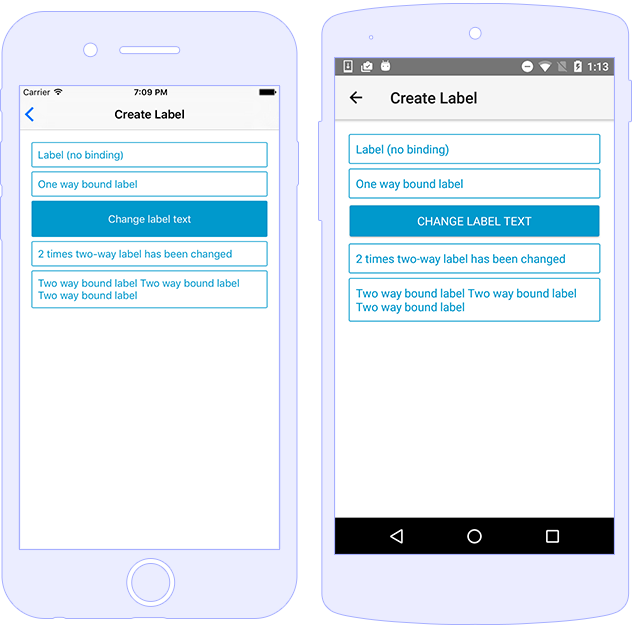 Carrier 7:09 PM
Create Label
Label (no binding)
One way bound label
Change label text
2 times two-way label has been changed
Two way bound label Two way bound label
Two way bound label
1:13
Create Label
Label (no binding)
One way bound label
CHANGE LABEL TEXT
2 times two-way label has been changed
Two way bound label Two way bound label
Two way bound label